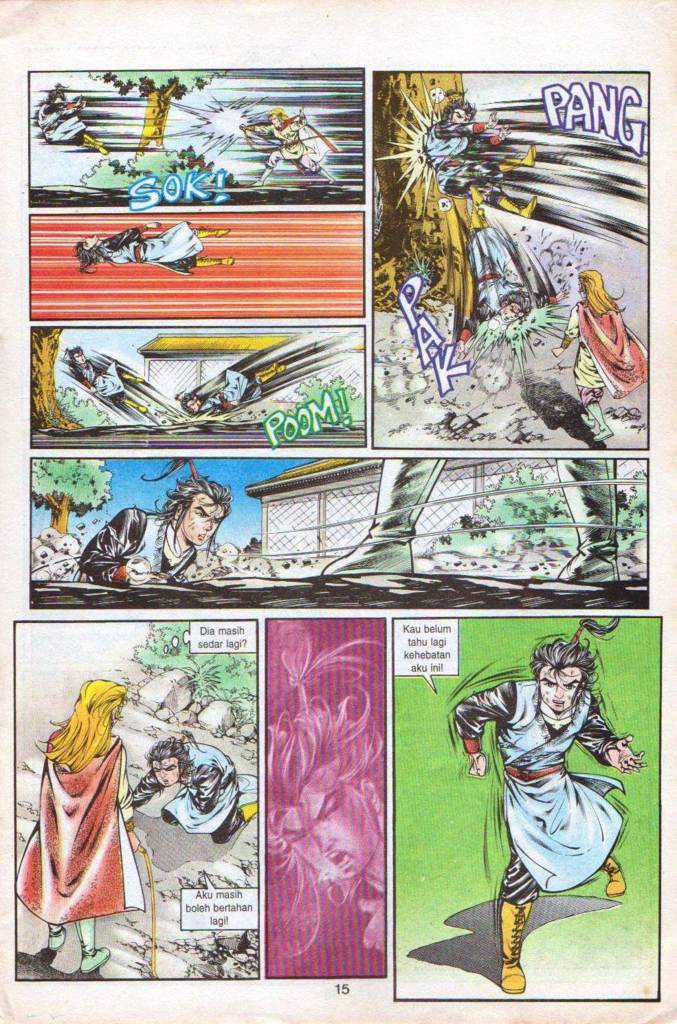 SOK!
PANG
PAK
POOM!
Dia masih
sedar lagi?
Aku masih
boleh bertahan
lagi!
Kau belum
tahu lagi
kehebatan
aku ini!
15